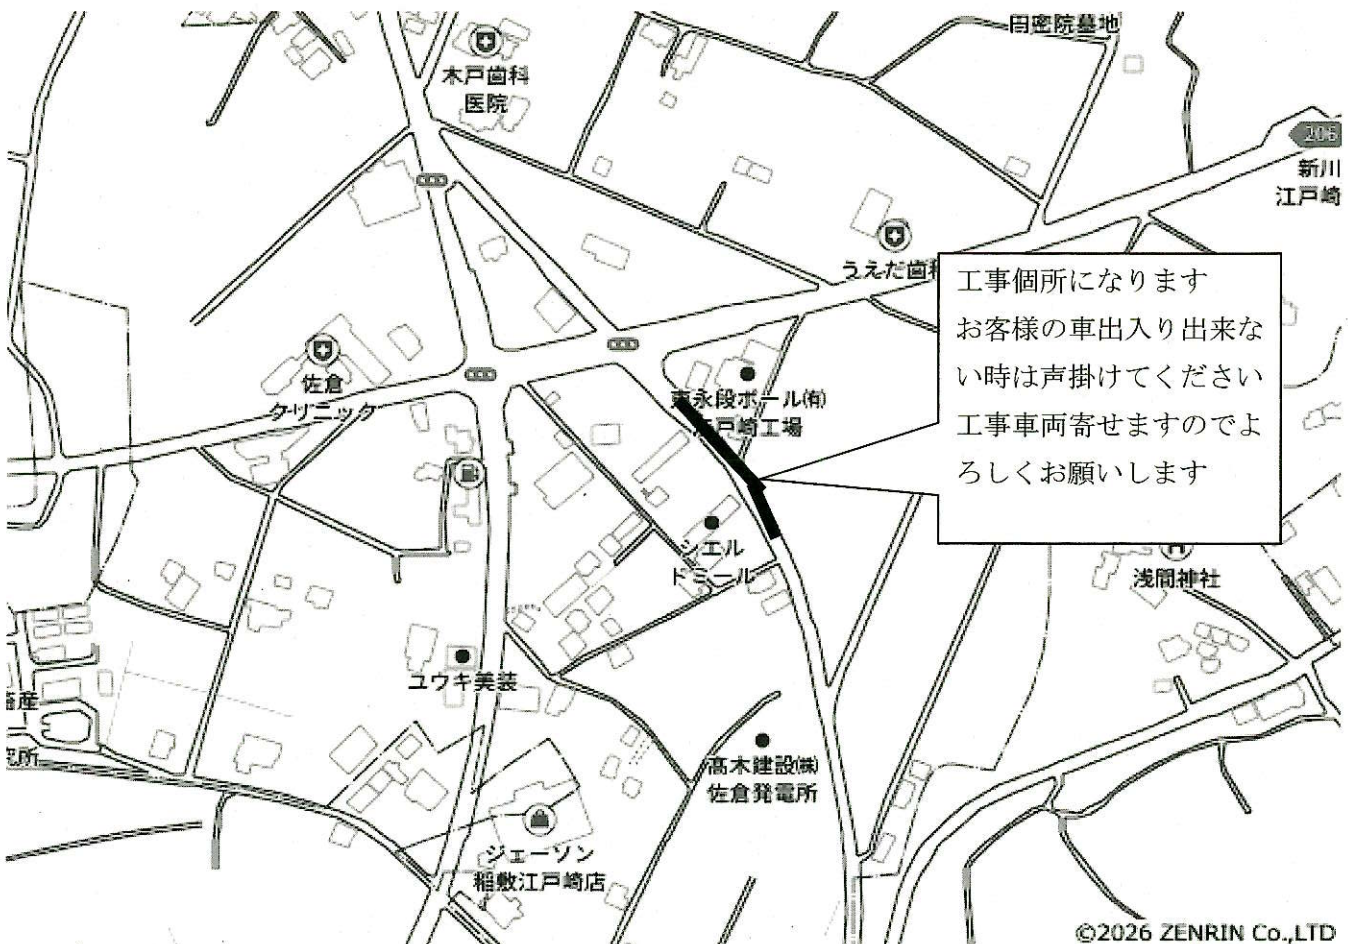 円密院墓地
木戸歯科
医院
206
新川
江戸崎
うえだ歯科
工事個所になります
お客様の車出入り出来な
い時は声掛けてください
工事車両寄せますのでよ
ろしくお願いします
佐倉
クリニック
東永段ボール㈲
江戸崎工場
シエル
ドミール
浅間神社
ユウキ美装
髙木建設㈱
佐倉発電所
ジェーソン
稲敷江戸崎店
©2026 ZENRIN Co.,LTD